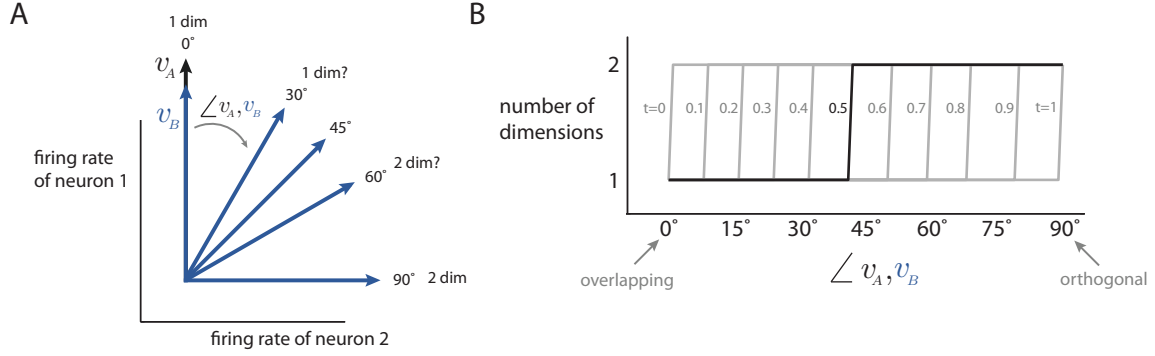 A
1 dim
0°
v_A
v_B
∠ v_A, v_B
1 dim?
30°
45°
2 dim?
60°
90° 2 dim
firing rate
of neuron 1
firing rate of neuron 2
B
number of
dimensions
2
1
t=0 0.1 0.2 0.3 0.4 0.5 0.6 0.7 0.8 0.9 t=1
0° 15° 30° 45° 60° 75° 90°
overlapping
∠ v_A, v_B
orthogonal